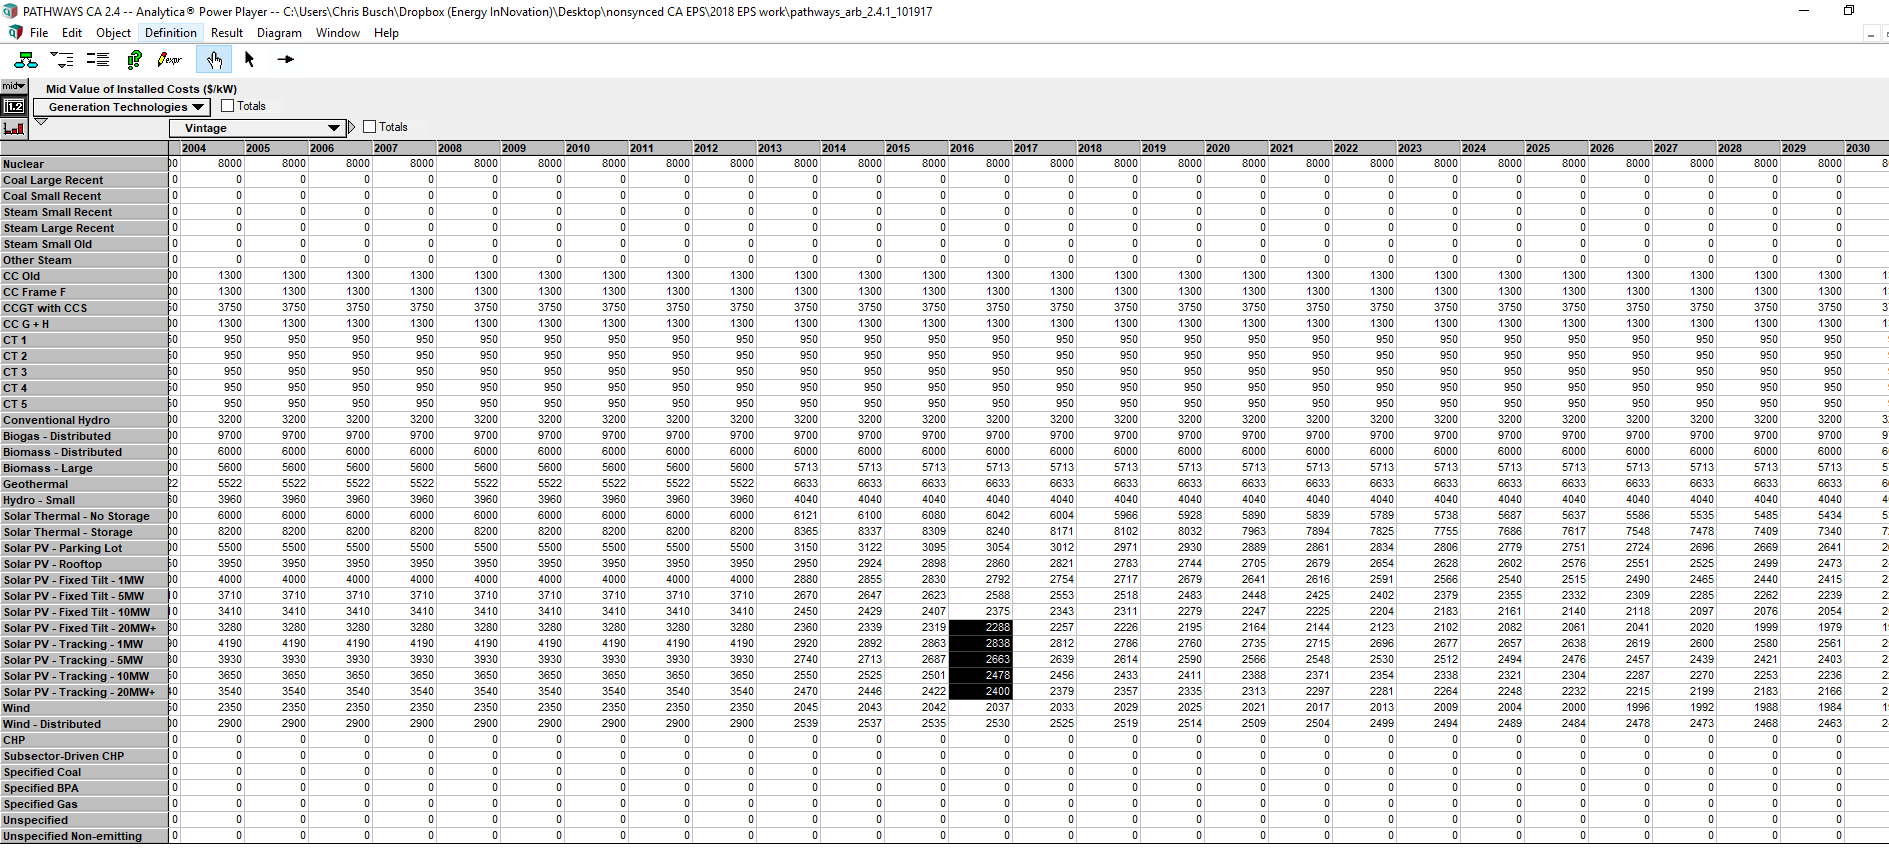 PATHWAYS CA 2.4 -- Analytica® Power Player -- C:\Users\Chris Busch\Dropbox (Energy InNovation)\Desktop\nonsynced CA EPS\2018 EPS work\pathways_arb_2.4.1_101917
File Edit Object Definition Result Diagram Window Help
expr
mid
Mid Value of Installed Costs ($/kW)
1.2 Generation Technologies Totals
Vintage Totals
2004 2005 2006 2007 2008 2009 2010 2011 2012 2013 2014 2015 2016 2017 2018 2019 2020 2021 2022 2023 2024 2025 2026 2027 2028 2029 2030
Nuclear 8000 8000 8000 8000 8000 8000 8000 8000 8000 8000 8000 8000 8000 8000 8000 8000 8000 8000 8000 8000 8000 8000 8000 8000 8000 8000
Coal Large Recent 0 0 0 0 0 0 0 0 0 0 0 0 0 0 0 0 0 0 0 0 0 0 0 0 0 0 0
Coal Small Recent 0 0 0 0 0 0 0 0 0 0 0 0 0 0 0 0 0 0 0 0 0 0 0 0 0 0 0
Steam Small Recent 0 0 0 0 0 0 0 0 0 0 0 0 0 0 0 0 0 0 0 0 0 0 0 0 0 0 0
Steam Large Recent 0 0 0 0 0 0 0 0 0 0 0 0 0 0 0 0 0 0 0 0 0 0 0 0 0 0 0
Steam Small Old 0 0 0 0 0 0 0 0 0 0 0 0 0 0 0 0 0 0 0 0 0 0 0 0 0 0 0
Other Steam 0 0 0 0 0 0 0 0 0 0 0 0 0 0 0 0 0 0 0 0 0 0 0 0 0 0 0
CC Old 1300 1300 1300 1300 1300 1300 1300 1300 1300 1300 1300 1300 1300 1300 1300 1300 1300 1300 1300 1300 1300 1300 1300 1300 1300 1300
CC Frame F 1300 1300 1300 1300 1300 1300 1300 1300 1300 1300 1300 1300 1300 1300 1300 1300 1300 1300 1300 1300 1300 1300 1300 1300 1300 1300
CCGT with CCS 3750 3750 3750 3750 3750 3750 3750 3750 3750 3750 3750 3750 3750 3750 3750 3750 3750 3750 3750 3750 3750 3750 3750 3750 3750 3750
CC G + H 1300 1300 1300 1300 1300 1300 1300 1300 1300 1300 1300 1300 1300 1300 1300 1300 1300 1300 1300 1300 1300 1300 1300 1300 1300 1300
CT 1 950 950 950 950 950 950 950 950 950 950 950 950 950 950 950 950 950 950 950 950 950 950 950 950 950 950
CT 2 950 950 950 950 950 950 950 950 950 950 950 950 950 950 950 950 950 950 950 950 950 950 950 950 950 950
CT 3 950 950 950 950 950 950 950 950 950 950 950 950 950 950 950 950 950 950 950 950 950 950 950 950 950 950
CT 4 950 950 950 950 950 950 950 950 950 950 950 950 950 950 950 950 950 950 950 950 950 950 950 950 950 950
CT 5 950 950 950 950 950 950 950 950 950 950 950 950 950 950 950 950 950 950 950 950 950 950 950 950 950 950
Conventional Hydro 3200 3200 3200 3200 3200 3200 3200 3200 3200 3200 3200 3200 3200 3200 3200 3200 3200 3200 3200 3200 3200 3200 3200 3200 3200 3200
Biogas - Distributed 9700 9700 9700 9700 9700 9700 9700 9700 9700 9700 9700 9700 9700 9700 9700 9700 9700 9700 9700 9700 9700 9700 9700 9700 9700 9700
Biomass - Distributed 6000 6000 6000 6000 6000 6000 6000 6000 6000 6000 6000 6000 6000 6000 6000 6000 6000 6000 6000 6000 6000 6000 6000 6000 6000 6000
Biomass - Large 5600 5600 5600 5600 5600 5600 5600 5600 5600 5713 5713 5713 5713 5713 5713 5713 5713 5713 5713 5713 5713 5713 5713 5713 5713 5713
Geothermal 5522 5522 5522 5522 5522 5522 5522 5522 5522 6633 6633 6633 6633 6633 6633 6633 6633 6633 6633 6633 6633 6633 6633 6633 6633 6633
Hydro - Small 3960 3960 3960 3960 3960 3960 3960 3960 3960 4040 4040 4040 4040 4040 4040 4040 4040 4040 4040 4040 4040 4040 4040 4040 4040 4040
Solar Thermal - No Storage 6000 6000 6000 6000 6000 6000 6000 6000 6000 6121 6100 6080 6042 6004 5966 5928 5890 5839 5789 5738 5687 5637 5586 5535 5485 5434
Solar Thermal - Storage 8200 8200 8200 8200 8200 8200 8200 8200 8200 8365 8337 8309 8240 8171 8102 8032 7963 7894 7825 7755 7686 7617 7548 7478 7409 7340
Solar PV - Parking Lot 5500 5500 5500 5500 5500 5500 5500 5500 5500 3150 3122 3095 3054 3012 2971 2930 2889 2861 2834 2806 2779 2751 2724 2696 2669 2641
Solar PV - Rooftop 3950 3950 3950 3950 3950 3950 3950 3950 3950 2950 2924 2898 2860 2821 2783 2744 2705 2679 2654 2628 2602 2576 2551 2525 2499 2473
Solar PV - Fixed Tilt - 1MW 4000 4000 4000 4000 4000 4000 4000 4000 4000 2880 2855 2830 2792 2754 2717 2679 2641 2616 2591 2566 2540 2515 2490 2465 2440 2415
Solar PV - Fixed Tilt - 5MW 3710 3710 3710 3710 3710 3710 3710 3710 3710 2670 2647 2623 2588 2553 2518 2483 2448 2425 2402 2379 2355 2332 2309 2285 2262 2239
Solar PV - Fixed Tilt - 10MW 3410 3410 3410 3410 3410 3410 3410 3410 3410 2450 2429 2407 2375 2343 2311 2279 2247 2225 2204 2183 2161 2140 2118 2097 2076 2054
Solar PV - Fixed Tilt - 20MW+ 3280 3280 3280 3280 3280 3280 3280 3280 3280 2360 2339 2319 2288 2257 2226 2195 2164 2144 2123 2102 2082 2061 2041 2020 1999 1979
Solar PV - Tracking - 1MW 4190 4190 4190 4190 4190 4190 4190 4190 4190 2920 2892 2863 2838 2812 2786 2760 2735 2715 2696 2677 2657 2638 2619 2600 2580 2561
Solar PV - Tracking - 5MW 3930 3930 3930 3930 3930 3930 3930 3930 3930 2740 2713 2687 2663 2639 2614 2590 2566 2548 2530 2512 2494 2476 2457 2439 2421 2403
Solar PV - Tracking - 10MW 3650 3650 3650 3650 3650 3650 3650 3650 3650 2550 2525 2501 2478 2456 2433 2411 2388 2371 2354 2338 2321 2304 2287 2270 2253 2236
Solar PV - Tracking - 20MW+ 3540 3540 3540 3540 3540 3540 3540 3540 3540 2470 2446 2422 2400 2379 2357 2335 2313 2297 2281 2264 2248 2232 2215 2199 2183 2166
Wind 2350 2350 2350 2350 2350 2350 2350 2350 2350 2045 2043 2042 2037 2033 2029 2025 2021 2017 2013 2009 2004 2000 1996 1992 1988 1984
Wind - Distributed 2900 2900 2900 2900 2900 2900 2900 2900 2900 2539 2537 2535 2530 2525 2519 2514 2509 2504 2499 2494 2489 2484 2478 2473 2468 2463
CHP 0 0 0 0 0 0 0 0 0 0 0 0 0 0 0 0 0 0 0 0 0 0 0 0 0 0 0
Subsector-Driven CHP 0 0 0 0 0 0 0 0 0 0 0 0 0 0 0 0 0 0 0 0 0 0 0 0 0 0 0
Specified Coal 0 0 0 0 0 0 0 0 0 0 0 0 0 0 0 0 0 0 0 0 0 0 0 0 0 0 0
Specified BPA 0 0 0 0 0 0 0 0 0 0 0 0 0 0 0 0 0 0 0 0 0 0 0 0 0 0 0
Specified Gas 0 0 0 0 0 0 0 0 0 0 0 0 0 0 0 0 0 0 0 0 0 0 0 0 0 0 0
Unspecified 0 0 0 0 0 0 0 0 0 0 0 0 0 0 0 0 0 0 0 0 0 0 0 0 0 0 0
Unspecified Non-emitting 0 0 0 0 0 0 0 0 0 0 0 0 0 0 0 0 0 0 0 0 0 0 0 0 0 0 0